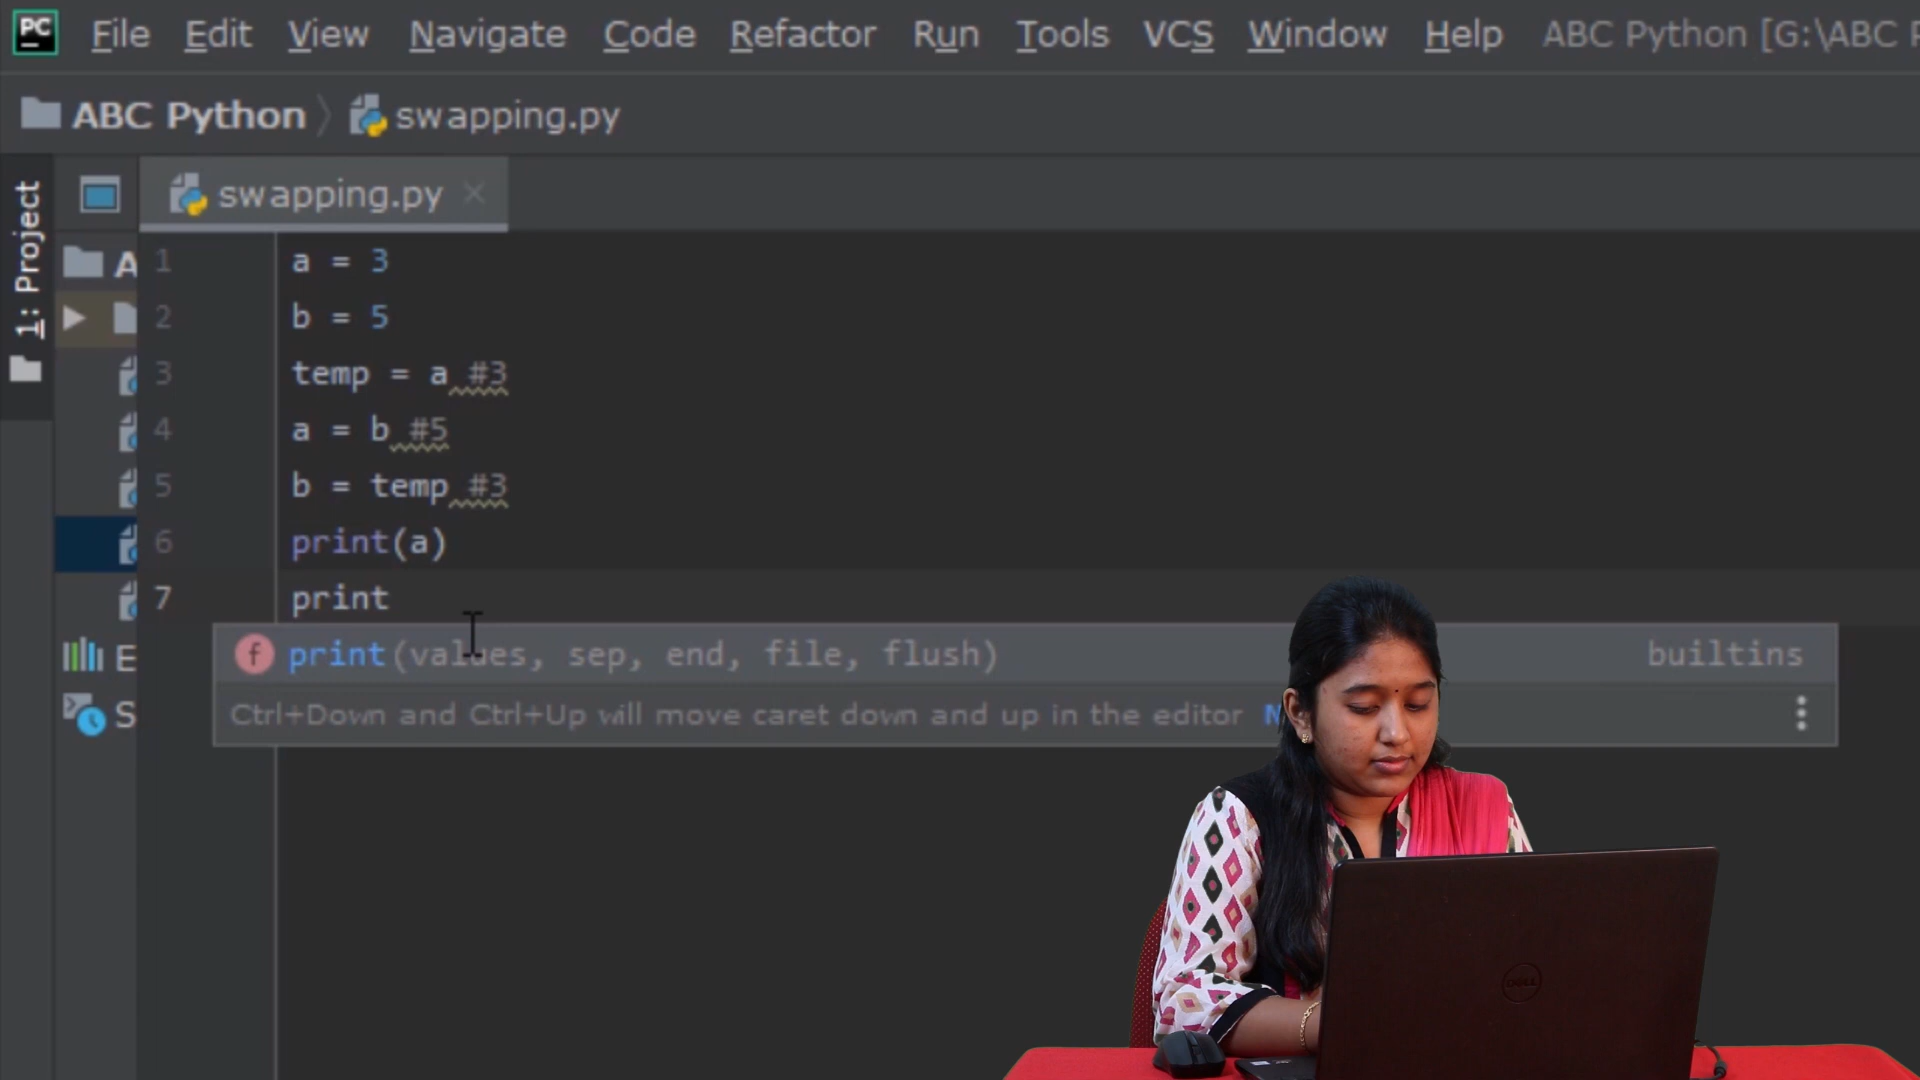 PC File Edit View Navigate Code Refactor Run Tools VCS Window Help ABC Python [G:\ABC P
ABC Python swapping.py
1: Project
swapping.py
A
1 a = 3
2 b = 5
3 temp = a #3
4 a = b #5
5 b = temp #3
6 print(a)
7 print
E
f print(values, sep, end, file, flush) builtins
S
Ctrl+Down and Ctrl+Up will move caret down and up in the editor N
DELL